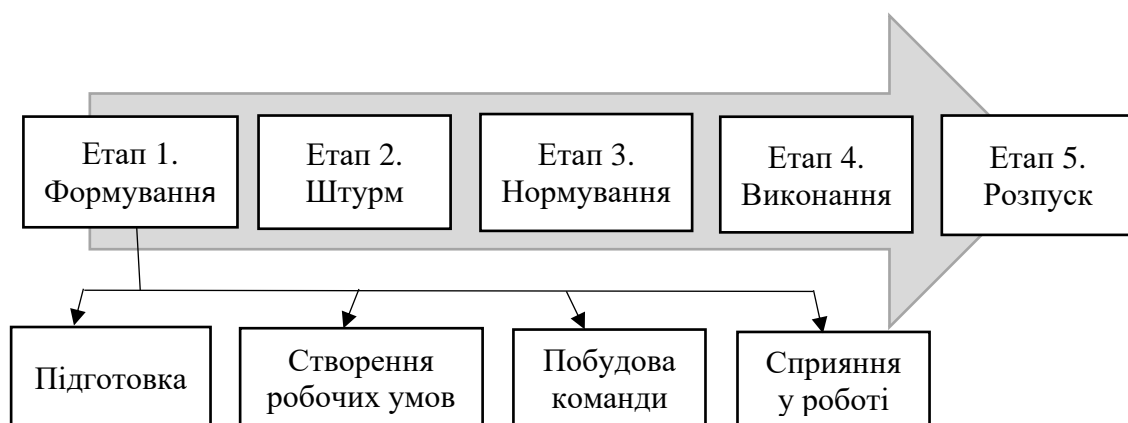 Етап 1.
Формування
Етап 2.
Штурм
Етап 3.
Нормування
Етап 4.
Виконання
Етап 5.
Розпуск
Підготовка
Створення
робочих умов
Побудова
команди
Сприяння
у роботі